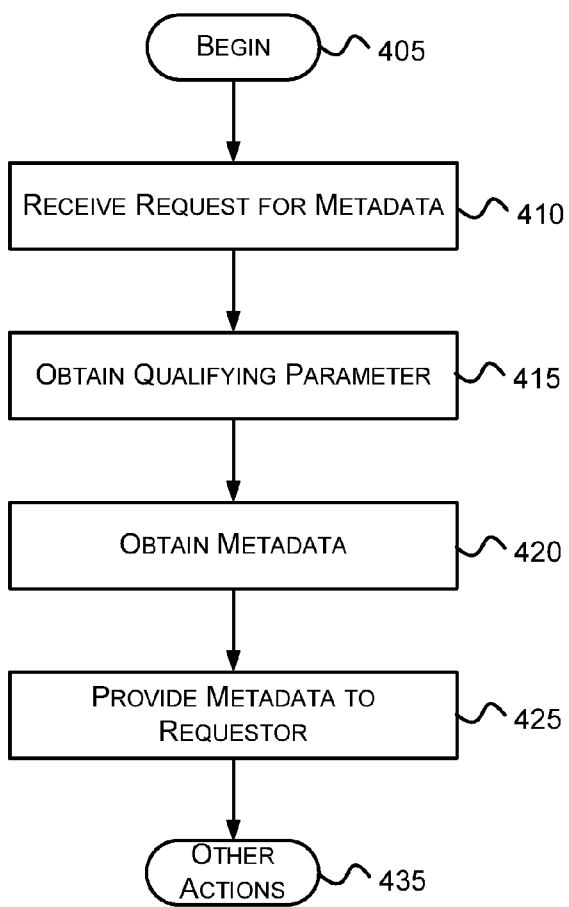 BEGIN
405
RECEIVE REQUEST FOR METADATA
410
OBTAIN QUALIFYING PARAMETER
415
OBTAIN METADATA
420
PROVIDE METADATA TO
REQUESTOR
425
OTHER
ACTIONS
435